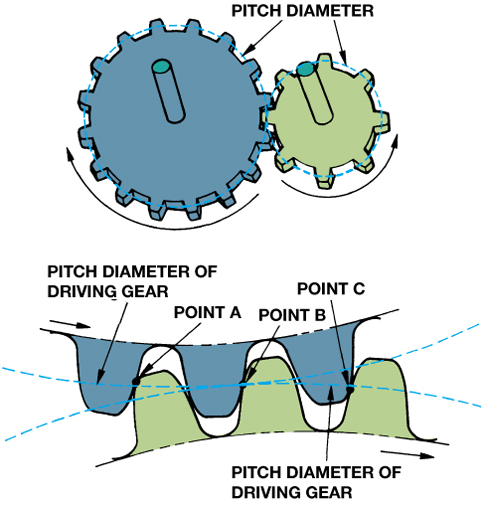 PITCH DIAMETER
PITCH DIAMETER OF
DRIVING GEAR
POINT A
POINT B
POINT C
PITCH DIAMETER OF
DRIVING GEAR